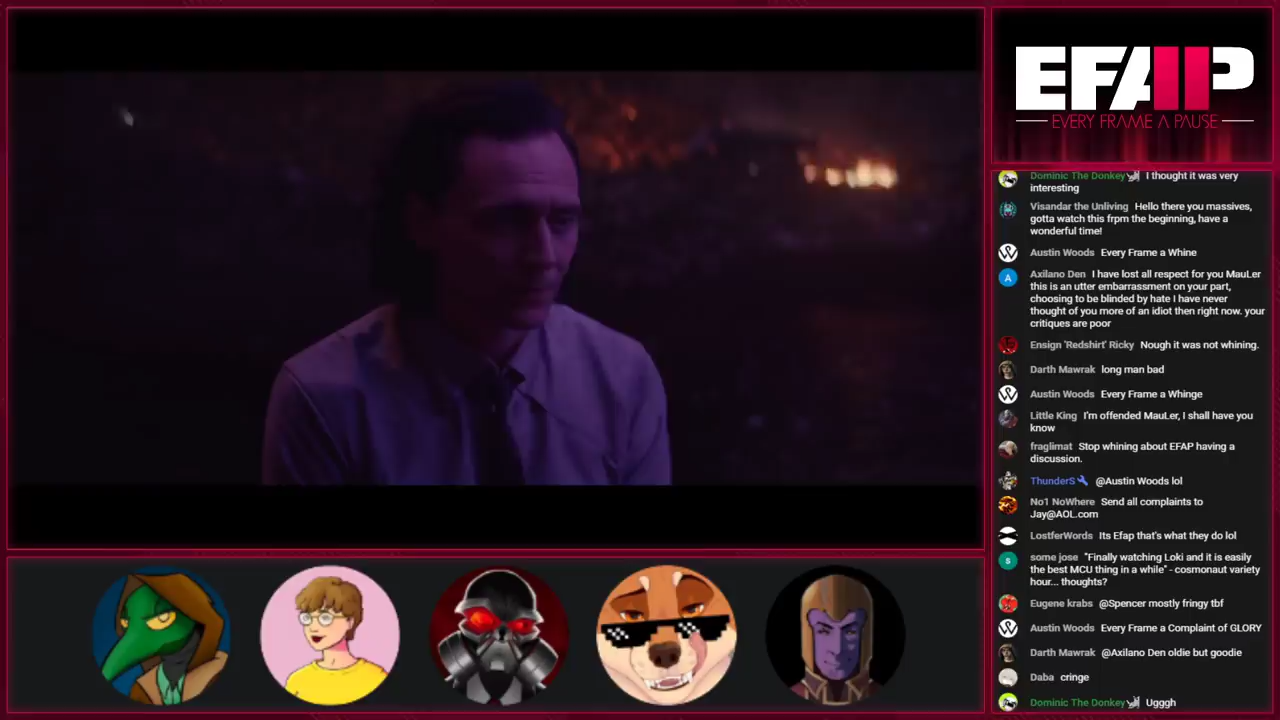 EFAP
EVERY FRAME A PAUSE
Dominic The Donkey I thought it was very
interesting
Visandar the Unliving Hello there you massives,
gotta watch this frpm the beginning, have a
wonderful time!
Austin Woods Every Frame a Whine
A Axilano Den I have lost all respect for you MauLer
this is an utter embarrassment on your part,
choosing to be blinded by hate I have never
thought of you more of an idiot then right now. your
critiques are poor
Ensign 'Redshirt' Ricky Nough it was not whining.
Darth Mawrak long man bad
Austin Woods Every Frame a Whinge
Little King I'm offended MauLer, I shall have you
know
fraglimat Stop whining about EFAP having a
discussion.
ThunderS @Austin Woods lol
No1 NoWhere Send all complaints to
Jay@AOL.com
LostferWords Its Efap that's what they do lol
s some jose "Finally watching Loki and it is easily
the best MCU thing in a while" - cosmonaut variety
hour... thoughts?
Eugene krabs @Spencer mostly fringy tbf
Austin Woods Every Frame a Complaint of GLORY
Darth Mawrak @Axilano Den oldie but goodie
Daba cringe
Dominic The Donkey Ugggh